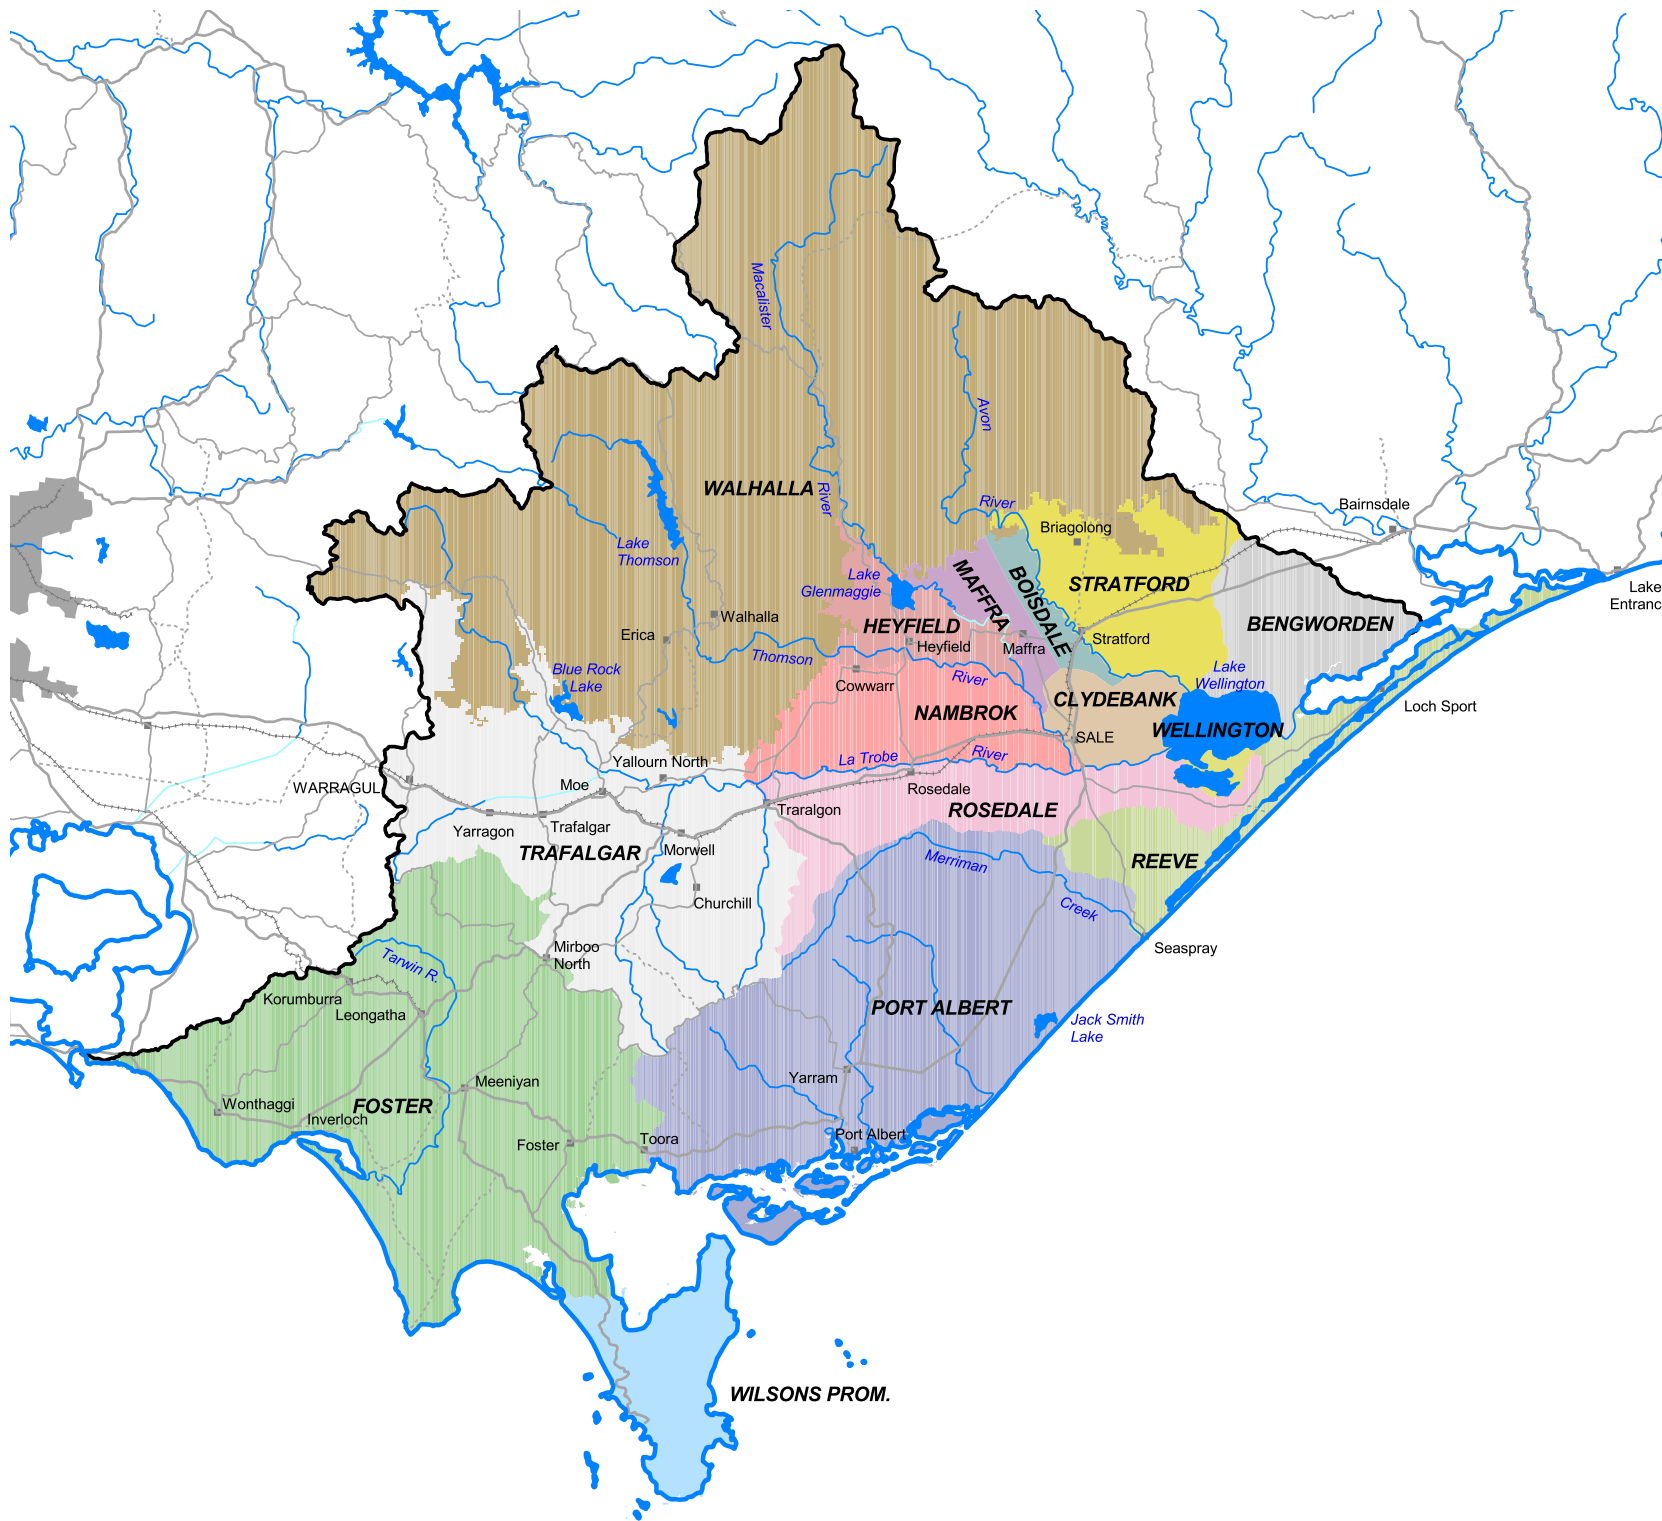 Macalister
River
Avon
River
WALHALLA
Bairnsdale
Briagolong
Lake
Thomson
Lake
Glenmaggie
MAFFRA
BOISDALE
STRATFORD
Lake
Entranc
Walhalla
Erica
HEYFIELD
Heyfield
Maffra
Stratford
BENGWORDEN
Thomson
River
Blue Rock
Lake
Cowwarr
Lake
Wellington
CLYDEBANK
Loch Sport
NAMBROK
WELLINGTON
SALE
La Trobe
River
Yallourn North
WARRAGUL
Moe
Rosedale
Traralgon
ROSEDALE
Yarragon
Trafalgar
TRAFALGAR
Morwell
Merriman
Creek
REEVE
Churchill
Mirboo
North
Seaspray
Tarwin R.
Korumburra
Leongatha
PORT ALBERT
Jack Smith
Lake
Yarram
Meeniyan
Wonthaggi
FOSTER
Inverloch
Foster
Toora
Port Albert
WILSONS PROM.